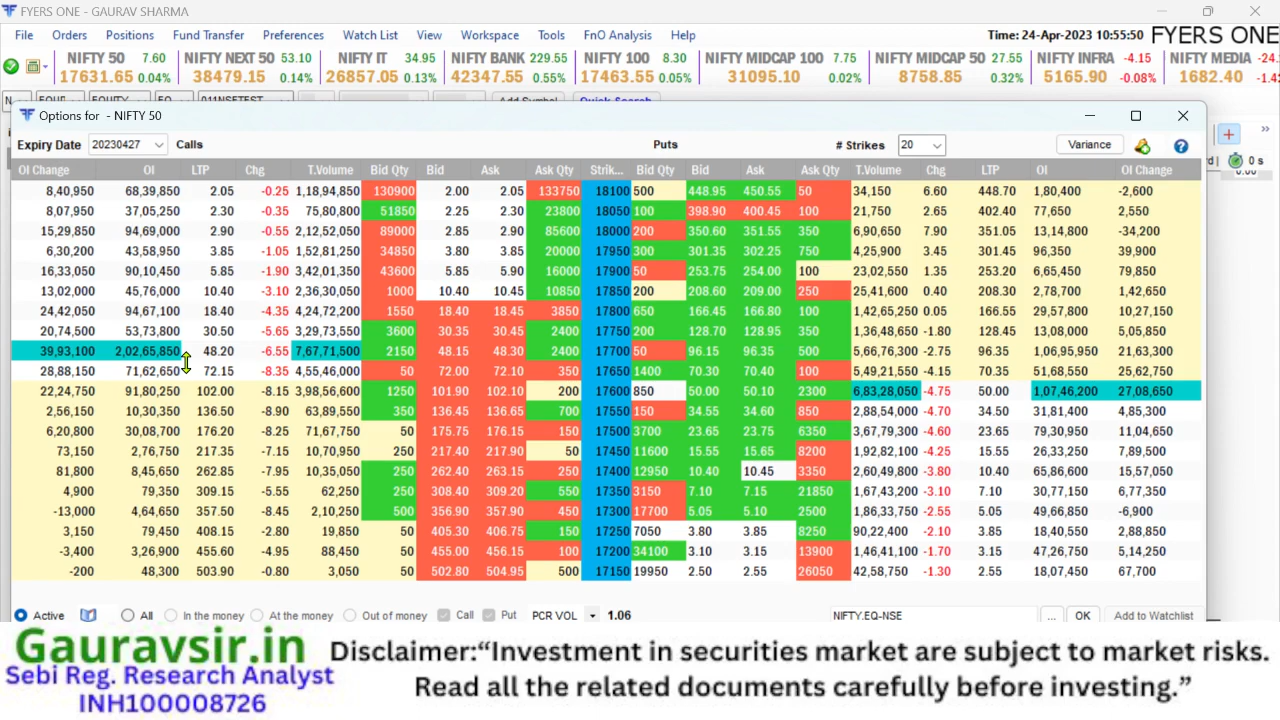 FYERS ONE - GAURAV SHARMA
File Orders Positions Fund Transfer Preferences Watch List View Workspace Tools FnO Analysis Help Time: 24-Apr-2023 10:55:50 FYERS ONE
NIFTY 50 7.60 NIFTY NEXT 50 53.10 NIFTY IT 34.95 NIFTY BANK 229.55 NIFTY 100 8.30 NIFTY MIDCAP 100 7.75 NIFTY MIDCAP 50 27.55 NIFTY INFRA -4.15 NIFTY MEDIA -24.
17631.65 0.04% 38479.15 0.14% 26857.05 0.13% 42347.55 0.55% 17463.55 0.05% 31095.10 0.02% 8758.85 0.32% 5165.90 -0.08% 1682.40 -1.4
Add Symbol Quick Search
Options for - NIFTY 50
Expiry Date 20230427 Calls Puts # Strikes 20 Variance
0 s
OI Change OI LTP Chg T.Volume Bid Qty Bid Ask Ask Qty Strik... Bid Qty Bid Ask Ask Qty T.Volume Chg LTP OI OI Change
8,40,950 68,39,850 2.05 -0.25 1,18,94,850 130900 2.00 2.05 133750 18100 500 448.95 450.55 50 34,150 6.60 448.70 1,80,400 -2,600
8,07,950 37,05,250 2.30 -0.35 75,80,800 51850 2.25 2.30 23800 18050 100 398.90 400.45 100 21,750 2.65 402.40 77,650 2,550
15,29,850 94,69,000 2.90 -0.55 2,12,52,050 89000 2.85 2.90 85600 18000 200 350.60 351.55 350 6,90,650 7.90 351.05 13,14,800 -34,200
6,30,200 43,58,950 3.85 -1.05 1,52,81,250 34850 3.80 3.85 20000 17950 300 301.35 302.25 750 4,25,900 3.45 301.45 96,350 39,900
16,33,050 90,10,450 5.85 -1.90 3,42,01,350 43600 5.85 5.90 16000 17900 50 253.75 254.00 100 23,02,550 1.35 253.20 6,65,450 79,850
13,02,000 45,76,000 10.40 -3.10 2,36,30,050 1000 10.40 10.45 10850 17850 200 208.60 209.00 250 25,41,600 0.40 208.30 2,78,700 1,42,650
24,42,050 94,67,100 18.40 -4.35 4,24,72,200 1550 18.40 18.45 3850 17800 650 166.45 166.80 100 1,42,65,250 0.05 166.55 29,57,800 10,27,150
20,74,500 53,73,800 30.50 -5.65 3,29,73,550 3600 30.35 30.45 2400 17750 200 128.70 128.95 350 1,36,48,650 -1.80 128.45 13,08,000 5,05,850
39,93,100 2,02,65,850 48.20 -6.55 7,67,71,500 2150 48.15 48.30 2400 17700 50 96.15 96.35 500 5,66,76,300 -2.75 96.35 1,06,95,950 21,63,300
28,88,150 71,62,650 72.15 -8.35 4,55,46,000 50 72.00 72.10 350 17650 1400 70.30 70.40 100 5,49,21,550 -4.15 70.35 51,68,550 25,62,750
22,24,750 91,80,250 102.00 -8.15 3,98,56,600 1250 101.90 102.10 200 17600 850 50.00 50.10 2300 6,83,28,050 -4.75 50.00 1,07,46,200 27,08,650
2,56,150 10,30,350 136.50 -8.90 63,89,550 350 136.45 136.65 700 17550 150 34.55 34.60 850 2,88,54,000 -4.70 34.50 31,81,400 4,85,300
6,20,800 30,08,700 176.20 -8.25 71,67,750 50 175.75 176.15 150 17500 3700 23.65 23.75 6350 3,67,79,300 -4.60 23.65 79,30,950 11,04,650
73,150 2,76,750 217.35 -7.15 10,70,950 250 217.40 217.90 50 17450 11600 15.55 15.65 8200 1,92,82,100 -4.25 15.55 26,33,250 7,89,500
81,800 8,45,650 262.85 -7.95 10,35,050 250 262.40 263.15 250 17400 12950 10.40 10.45 3350 2,60,49,800 -3.80 10.40 65,86,600 15,57,050
4,900 79,350 309.15 -5.55 62,250 250 308.40 309.20 550 17350 3150 7.10 7.15 21850 1,67,43,200 -3.10 7.10 30,77,150 6,77,350
-13,000 4,64,650 357.50 -8.45 2,10,250 500 356.90 357.90 450 17300 17700 5.05 5.10 2500 1,86,33,750 -2.55 5.05 49,66,850 -6,900
3,150 79,450 408.15 -2.80 19,850 50 405.30 406.75 150 17250 7050 3.80 3.85 8250 90,22,400 -2.10 3.85 18,40,550 2,88,850
-3,400 3,26,900 455.60 -4.95 88,450 50 455.00 456.15 100 17200 34100 3.10 3.15 13900 1,46,41,100 -1.70 3.15 47,26,750 5,14,250
-200 48,300 503.90 -0.80 3,050 50 502.80 504.95 500 17150 19950 2.50 2.55 26050 42,58,750 -1.30 2.55 18,07,450 67,700
Active All In the money At the money Out of money Call Put PCR VOL 1.06 NIFTY.EQ-NSE ... OK Add to Watchlist
Gauravsir.in
Sebi Reg. Research Analyst
INH100008726
Disclaimer:“Investment in securities market are subject to market risks.
Read all the related documents carefully before investing.”